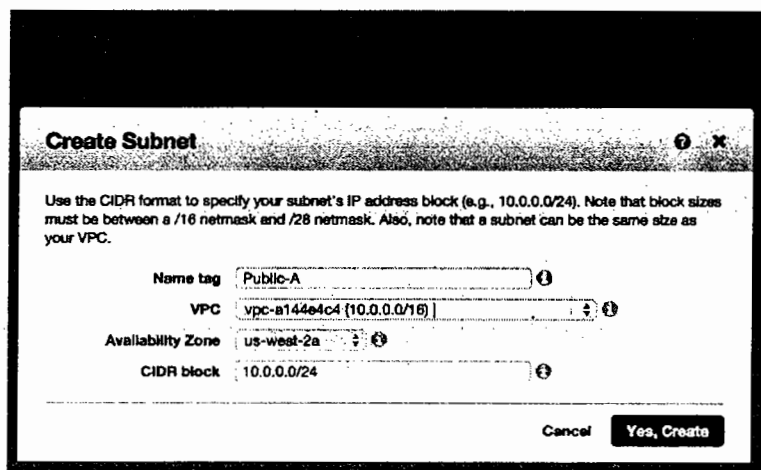 Create Subnet
Use the CIDR format to specify your subnet's IP address block (e.g., 10.0.0.0/24). Note that block sizes
must be between a /16 netmask and /28 netmask. Also, note that a subnet can be the same size as
your VPC.
Name tag Public-A
VPC vpc-a144e4c4 (10.0.0.0/16) |
Availability Zone us-west-2a
CIDR block 10.0.0.0/24
Cancel Yes, Create